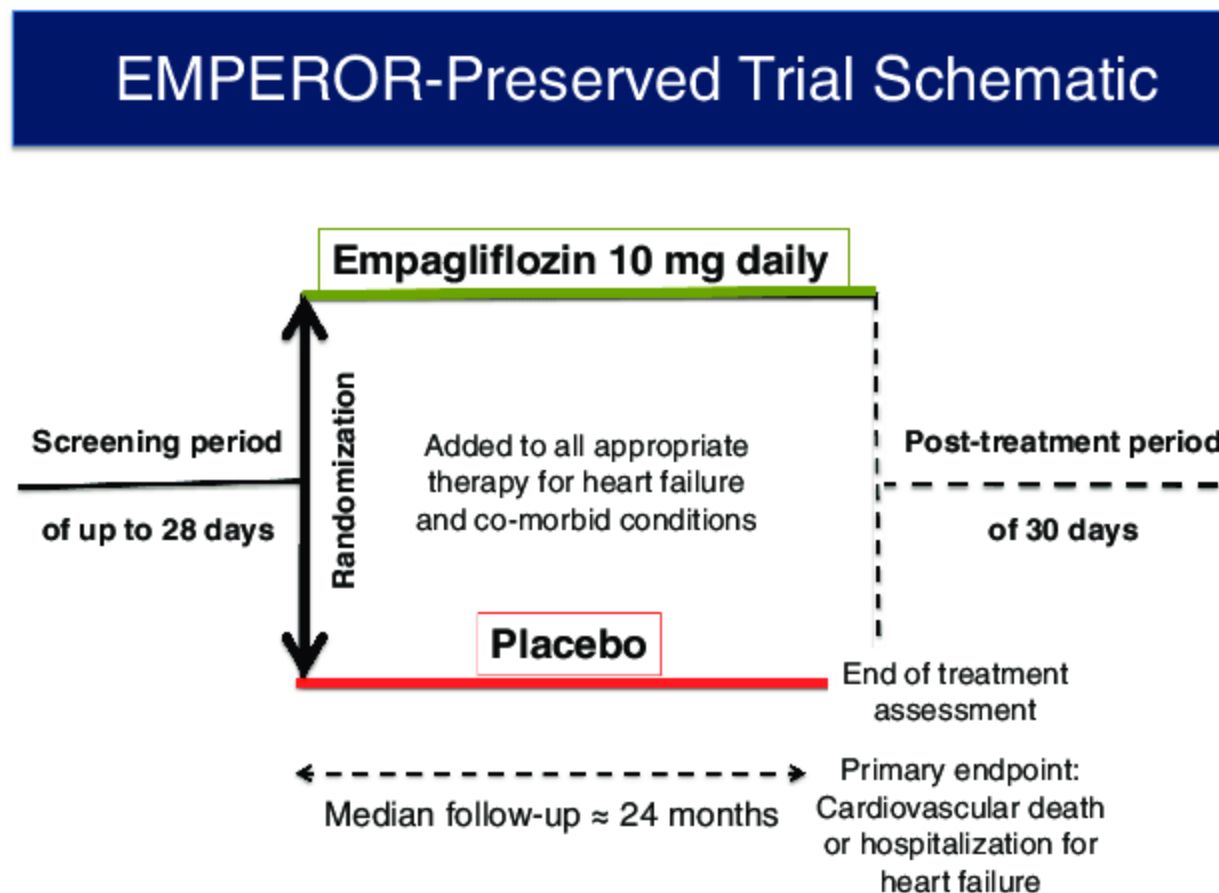 EMPEROR-Preserved Trial Schematic
Empagliflozin 10 mg daily
Screening period
of up to 28 days
Randomization
Added to all appropriate
therapy for heart failure
and co-morbid conditions
Post-treatment period
of 30 days
Placebo
End of treatment
assessment
Median follow-up ≈ 24 months
Primary endpoint:
Cardiovascular death
or hospitalization for
heart failure